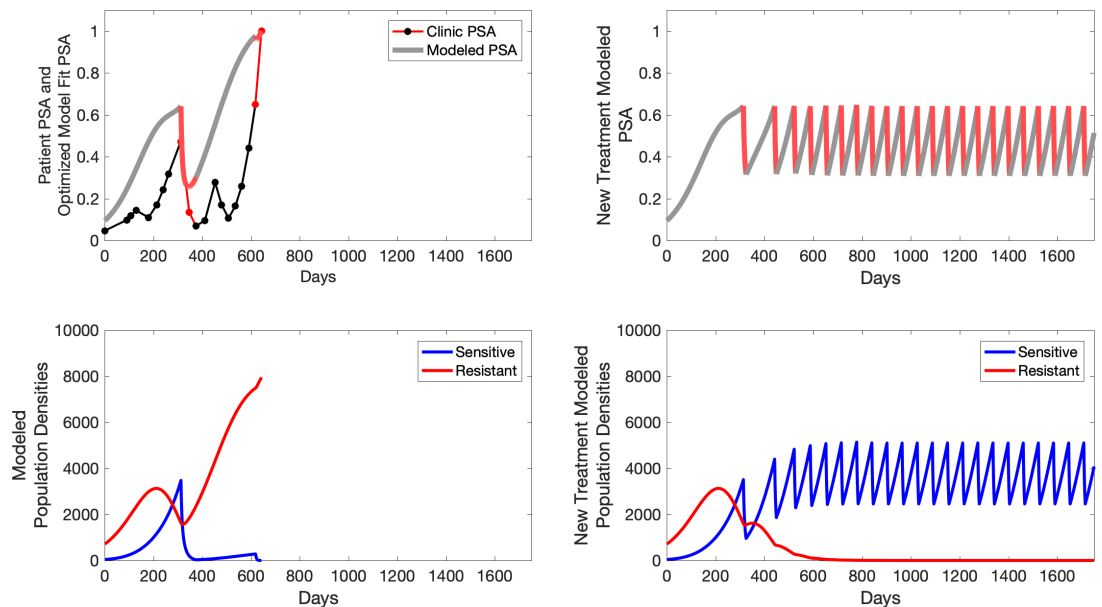 Patient PSA and
Optimized Model Fit PSA
1
0.8
0.6
0.4
0.2
0
Clinic PSA
Modeled PSA
0 200 400 600 800 1000 1200 1400 1600
Days
New Treatment Modeled
PSA
1
0.8
0.6
0.4
0.2
0
0 200 400 600 800 1000 1200 1400 1600
Days
Modeled
Population Densities
10000
8000
6000
4000
2000
0
Sensitive
Resistant
0 200 400 600 800 1000 1200 1400 1600
Days
New Treatment Modeled
Population Densities
10000
8000
6000
4000
2000
0
Sensitive
Resistant
0 200 400 600 800 1000 1200 1400 1600
Days